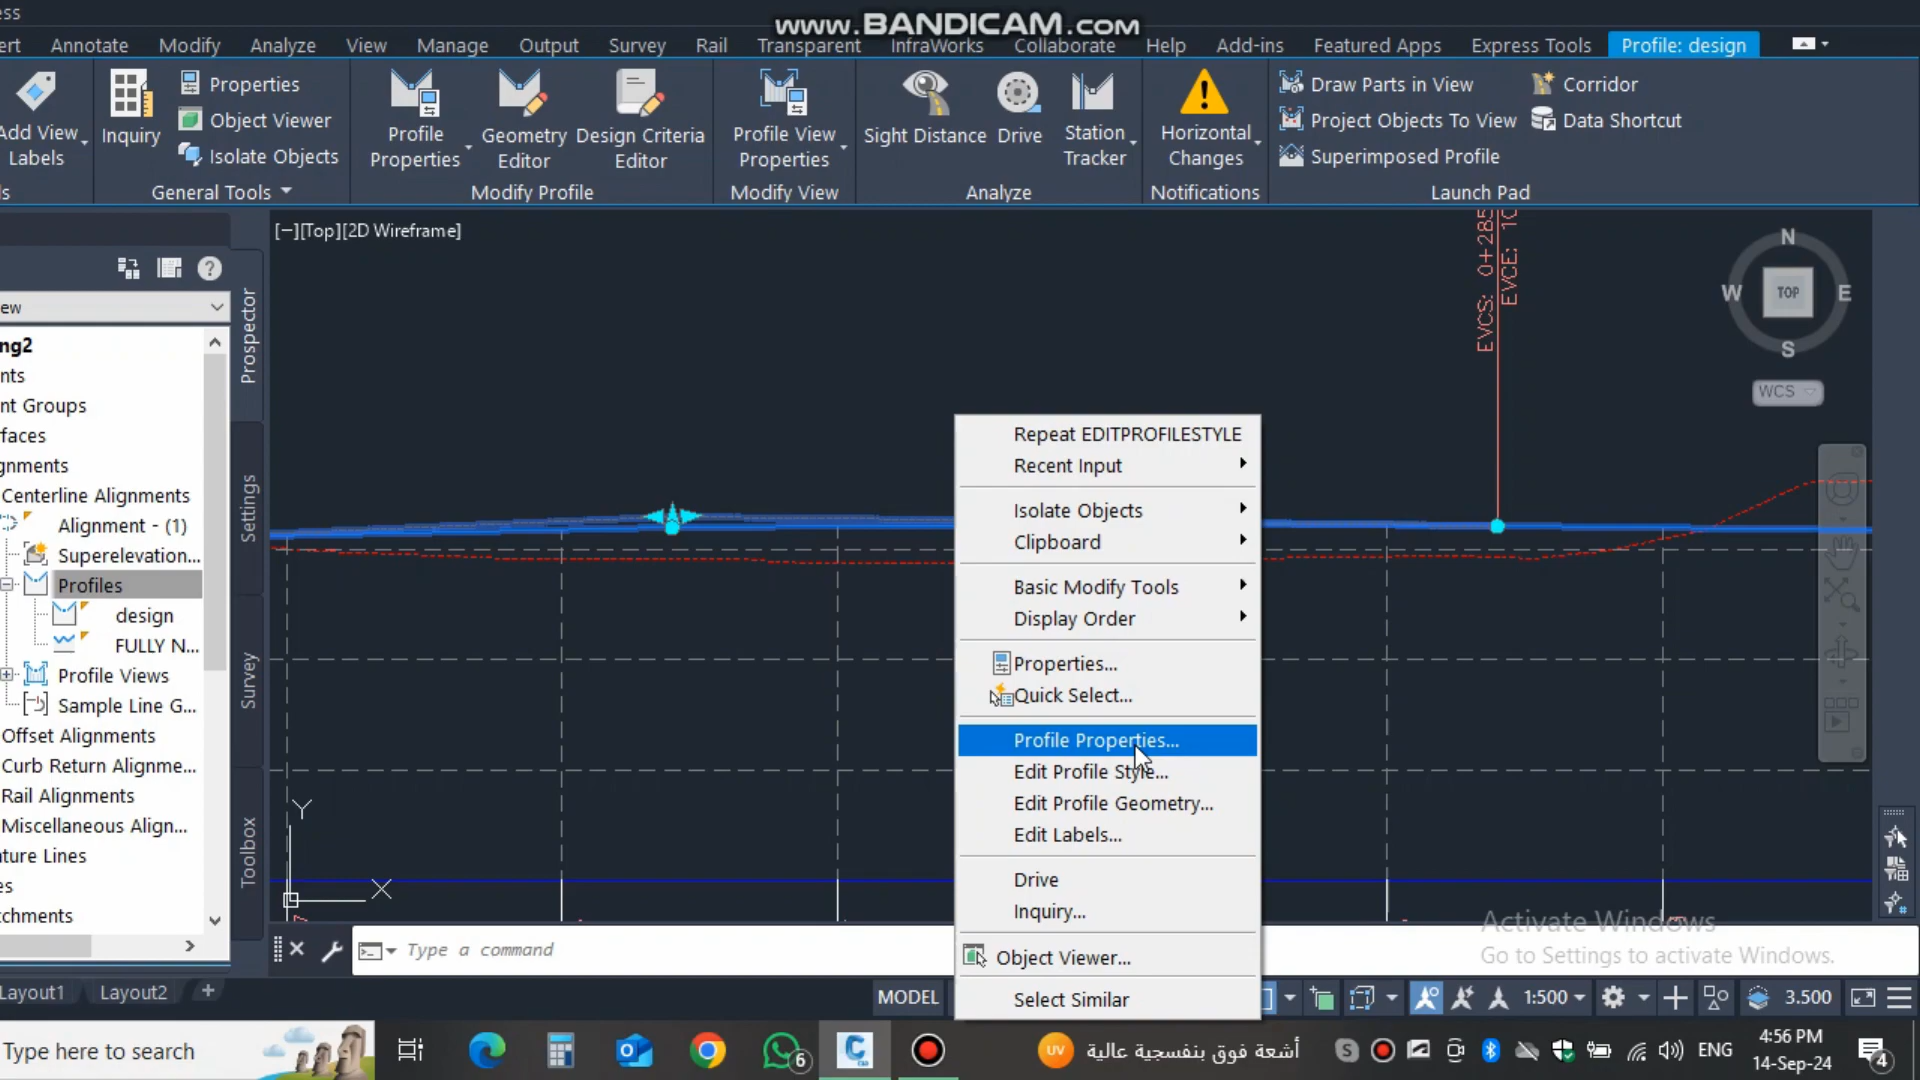 ess
www.BANDICAM.com
ert Annotate Modify Analyze View Manage Output Survey Rail Transparent InfraWorks Collaborate Help Add-ins Featured Apps Express Tools Profile: design
Add View Labels
Inquiry
Properties
Object Viewer
Isolate Objects
General Tools
Profile Properties
Geometry Editor
Design Criteria Editor
Modify Profile
Profile View Properties
Modify View
Sight Distance
Drive
Station Tracker
Analyze
Horizontal Changes
Notifications
Draw Parts in View
Project Objects To View
Superimposed Profile
Corridor
Data Shortcut
Launch Pad
[−][Top][2D Wireframe]
ew
ng2
nts
nt Groups
faces
gnments
Centerline Alignments
Alignment - (1)
Superelevation...
Profiles
design
FULLY N...
Profile Views
Sample Line G...
Offset Alignments
Curb Return Alignme...
Rail Alignments
Miscellaneous Align...
ture Lines
es
tchments
Prospector
Settings
Survey
Toolbox
EVCS: 0+285
EVCE: 10
N
W TOP E
S
WCS
Y
X
Repeat EDITPROFILESTYLE
Recent Input
Isolate Objects
Clipboard
Basic Modify Tools
Display Order
Properties...
Quick Select...
Profile Properties...
Edit Profile Style...
Edit Profile Geometry...
Edit Labels...
Drive
Inquiry...
Object Viewer...
Select Similar
Type a command
Activate Windows
Go to Settings to activate Windows.
Layout1 Layout2 +
MODEL
1:500
3.500
Type here to search
6
UV
أشعة فوق بنفسجية عالية
ENG
4:56 PM
14-Sep-24
4